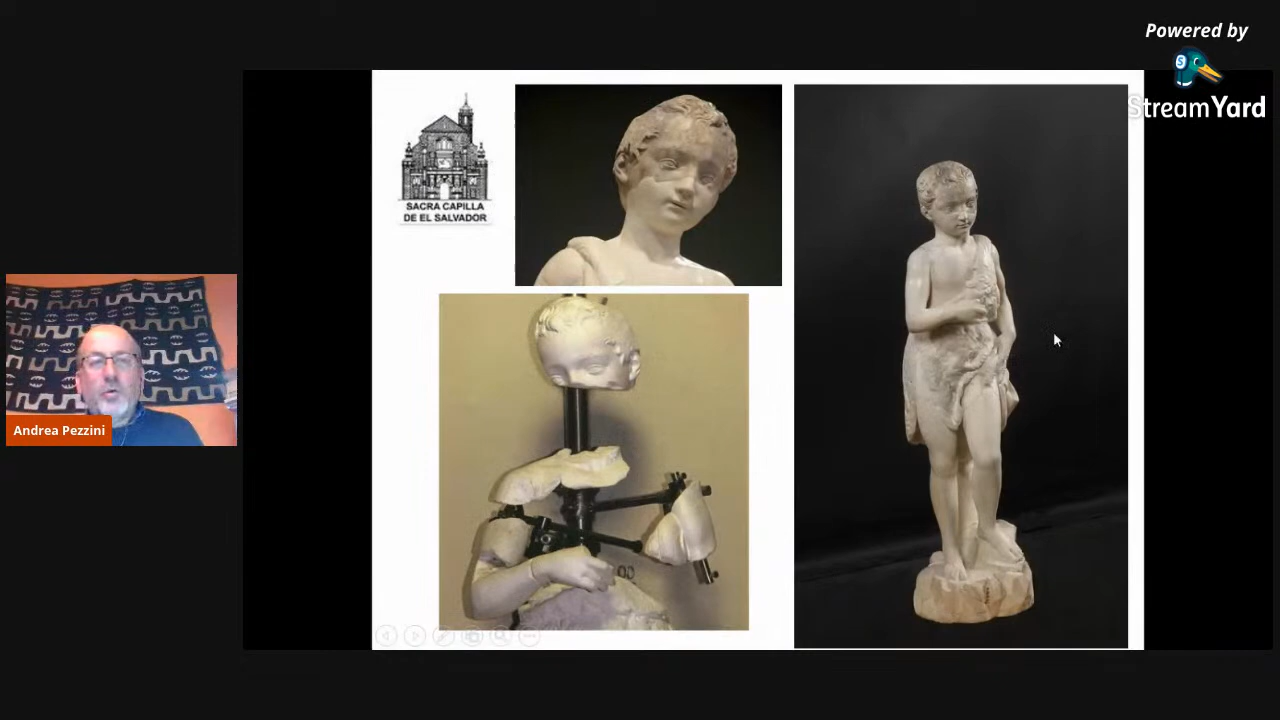 Powered by
StreamYard
SACRA CAPILLA
DE EL SALVADOR
Andrea Pezzini